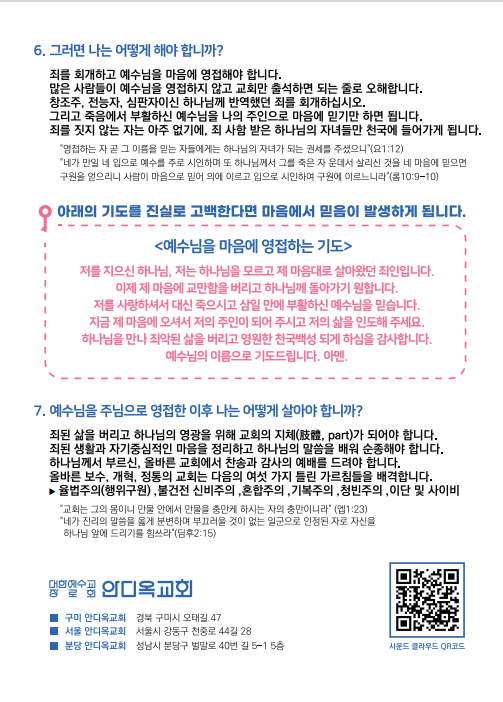 6. 그러면 나는 어떻게 해야 합니까?
죄를 회개하고 예수님을 마음에 영접해야 합니다.
많은 사람들이 예수님을 영접하지 않고 교회만 출석하면 되는 줄로 오해합니다.
창조주, 전능자, 심판자이신 하나님께 반역했던 죄를 회개하십시오.
그리고 죽음에서 부활하신 예수님을 나의 주인으로 마음에 믿기만 하면 됩니다.
죄를 짓지 않는 자는 아주 없기에, 죄 사함 받은 하나님의 자녀들만 천국에 들어가게 됩니다.
"영접하는 자 곧 그 이름을 믿는 자들에게는 하나님의 자녀가 되는 권세를 주셨으니"(요1:12)
"네가 만일 네 입으로 예수를 주로 시인하며 또 하나님께서 그를 죽은 자 운데서 살리신 것을 네 마음에 믿으면
구원을 얻으리니 사람이 마음으로 믿어 의에 이르고 입으로 시인하여 구원에 이르느니라"(롬10:9-10)
아래의 기도를 진실로 고백한다면 마음에서 믿음이 발생하게 됩니다.
<예수님을 마음에 영접하는 기도>
저를 지으신 하나님, 저는 하나님을 모르고 제 마음대로 살아왔던 죄인입니다.
이제 제 마음에 교만함을 버리고 하나님께 돌아가기 원합니다.
저를 사랑하셔서 대신 죽으시고 삼일 만에 부활하신 예수님을 믿습니다.
지금 제 마음에 오셔서 저의 주인이 되어 주시고 저의 삶을 인도해 주세요.
하나님을 만나 죄악된 삶을 버리고 영원한 천국백성 되게 하심을 감사합니다.
예수님의 이름으로 기도드립니다. 아멘.
7. 예수님을 주님으로 영접한 이후 나는 어떻게 살아야 합니까?
죄된 삶을 버리고 하나님의 영광을 위해 교회의 지체(肢體, part)가 되어야 합니다.
죄된 생활과 자기중심적인 마음을 정리하고 하나님의 말씀을 배워 순종해야 합니다.
하나님께서 부르신, 올바른 교회에서 찬송과 감사의 예배를 드려야 합니다.
올바른 보수, 개혁, 정통의 교회는 다음의 여섯 가지 틀린 가르침들을 배격합니다.
▶ 율법주의(행위구원) ,불건전 신비주의 ,혼합주의 ,기복주의 ,청빈주의 ,이단 및 사이비
"교회는 그의 몸이니 만물 안에서 만물을 충만케 하시는 자의 충만이니라" (엡1:23)
"네가 진리의 말씀을 옳게 분변하며 부끄러울 것이 없는 일군으로 인정된 자로 자신을
하나님 앞에 드리기를 힘쓰라"(딤후2:15)
대한예수교장로회 안디옥교회
구미 안디옥교회 경북 구미시 오태길 47
서울 안디옥교회 서울시 강동구 천중로 44길 28
분당 안디옥교회 성남시 분당구 벌말로 40번 길 5-1 5층
사운드 클라우드 QR코드